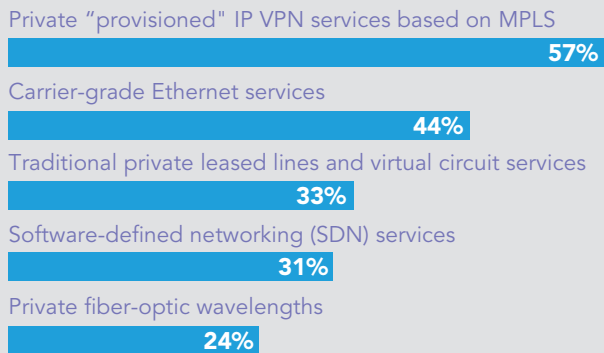 Private “provisioned" IP VPN services based on MPLS
57%
Carrier-grade Ethernet services
44%
Traditional private leased lines and virtual circuit services
33%
Software-defined networking (SDN) services
31%
Private fiber-optic wavelengths
24%